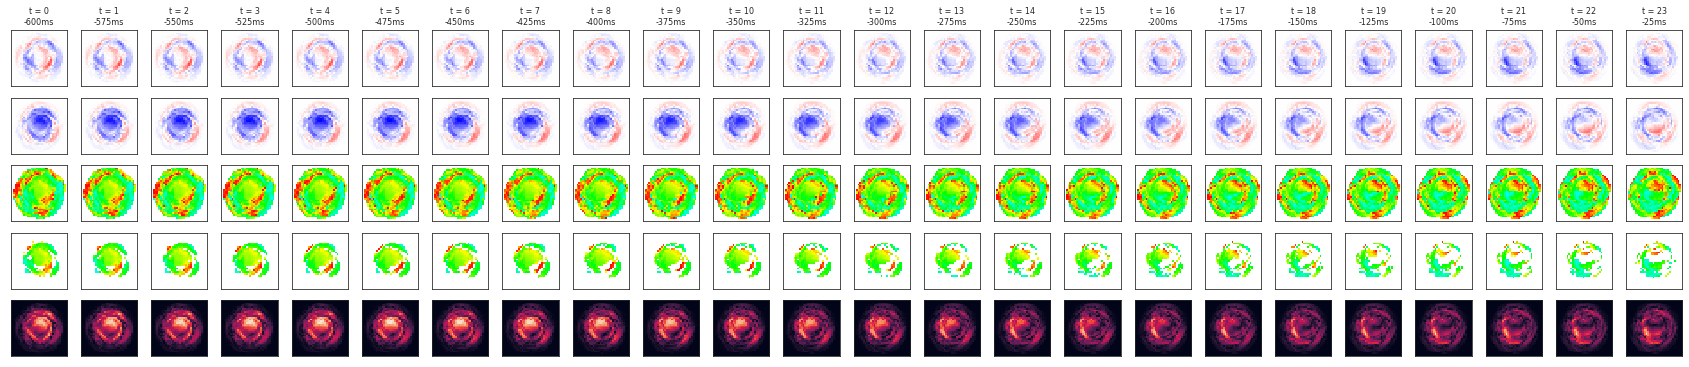 t = 0 t = 1 t = 2 t = 3 t = 4 t = 5 t = 6 t = 7 t = 8 t = 9 t = 10 t = 11 t = 12 t = 13 t = 14 t = 15 t = 16 t = 17 t = 18 t = 19 t = 20 t = 21 t = 22 t = 23
-600ms -575ms -550ms -525ms -500ms -475ms -450ms -425ms -400ms -375ms -350ms -325ms -300ms -275ms -250ms -225ms -200ms -175ms -150ms -125ms -100ms -75ms -50ms -25ms